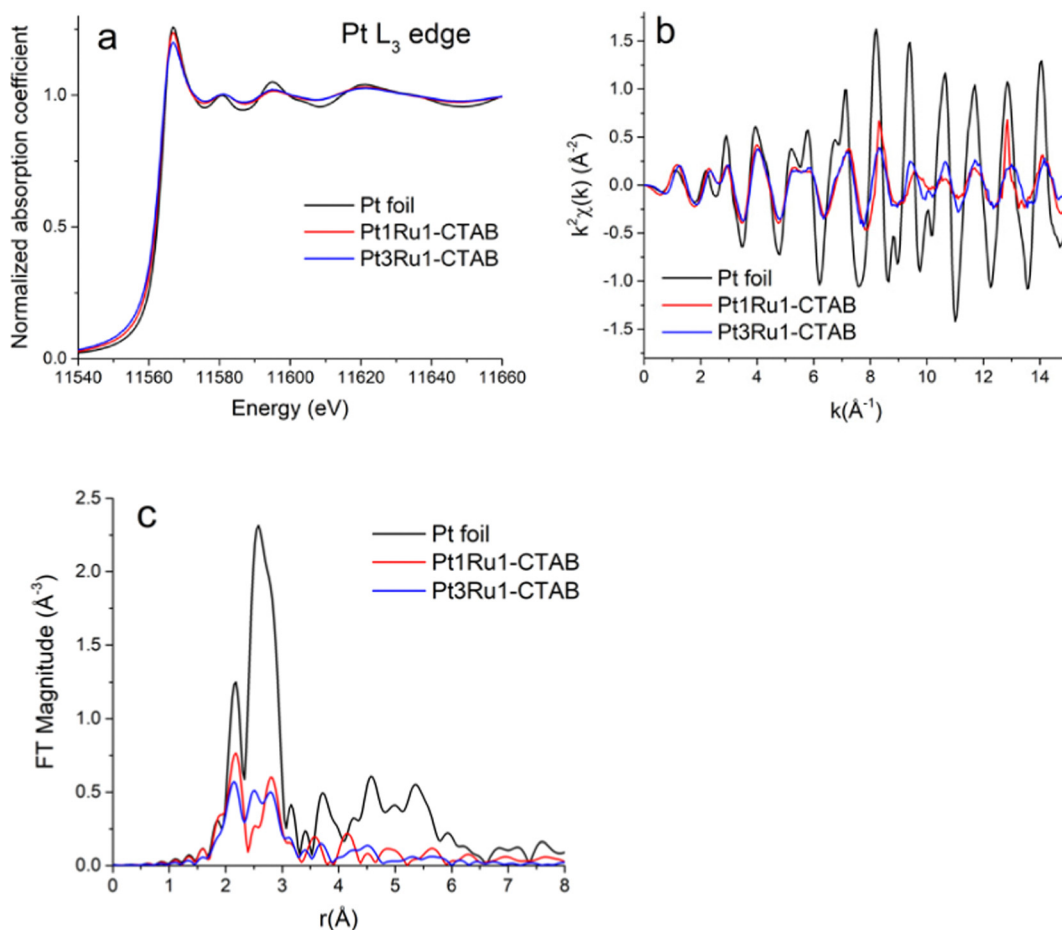 a
Pt L₃ edge
Normalized absorption coefficient
1.0
0.5
0.0
Pt foil
Pt1Ru1-CTAB
Pt3Ru1-CTAB
11540 11560 11580 11600 11620 11640 11660
Energy (eV)
b
k²χ(k) (Å⁻²)
1.5
1.0
0.5
0.0
-0.5
-1.0
-1.5
Pt foil
Pt1Ru1-CTAB
Pt3Ru1-CTAB
0 2 4 6 8 10 12 14
k(Å⁻¹)
c
FT Magnitude (Å⁻³)
2.5
2.0
1.5
1.0
0.5
0.0
Pt foil
Pt1Ru1-CTAB
Pt3Ru1-CTAB
0 1 2 3 4 5 6 7 8
r(Å)